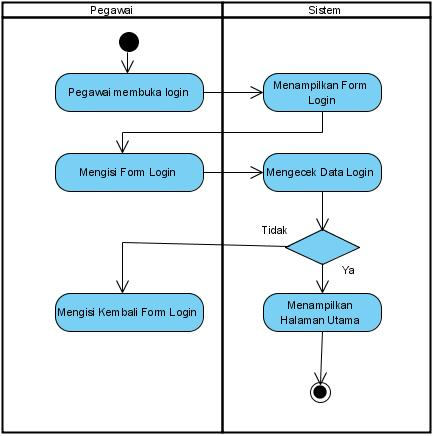 Pegawai
Sistem
Pegawai membuka login
Menampilkan Form
Login
Mengisi Form Login
Mengecek Data Login
Tidak
Ya
Mengisi Kembali Form Login
Menampilkan
Halaman Utama